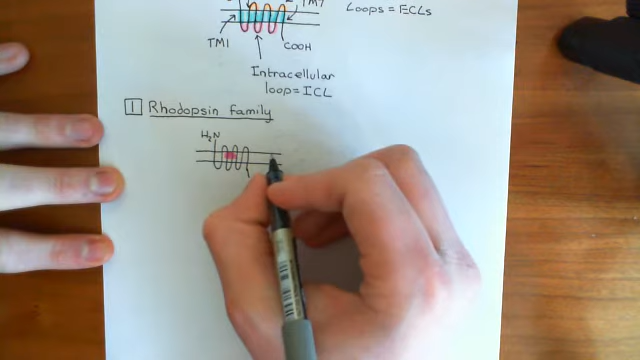 TM7
Loops = ECLs
TM1
COOH
Intracellular
loop = ICL
1 Rhodopsin family
H₂N